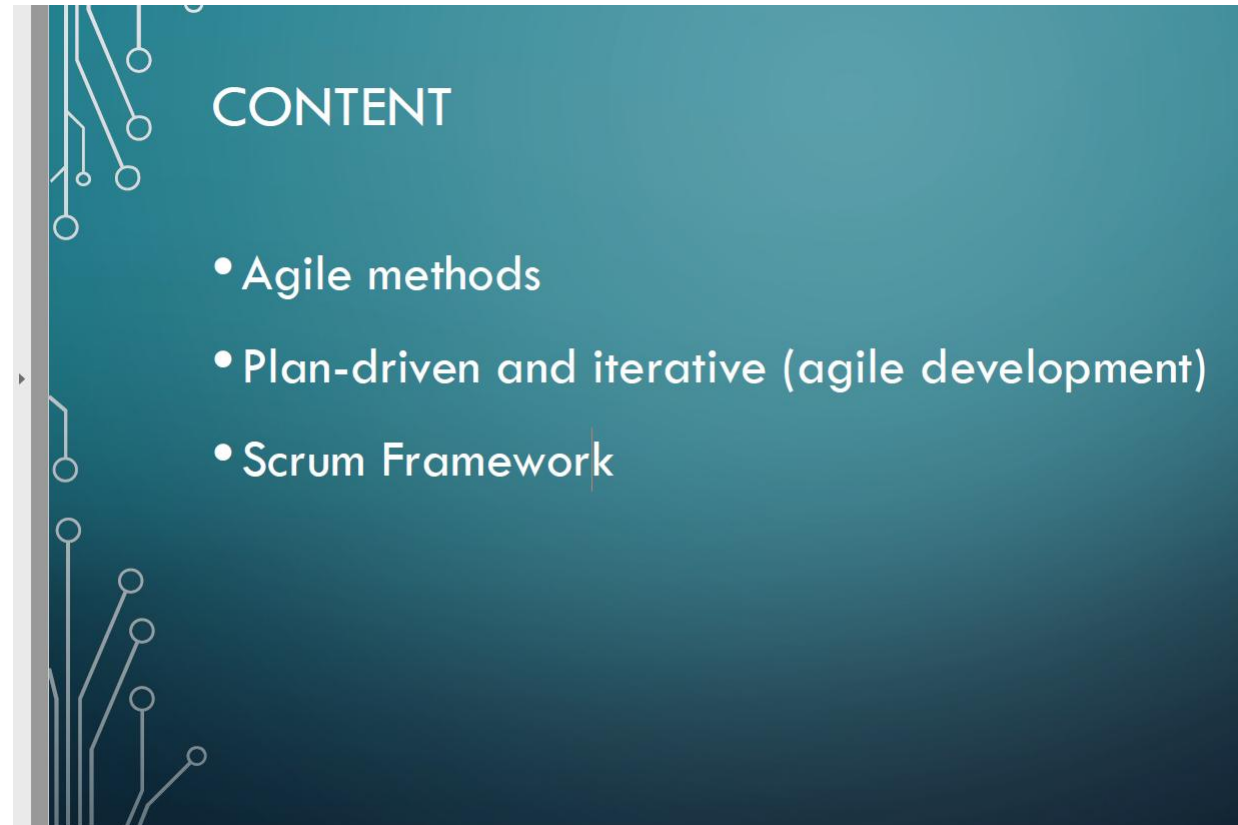 CONTENT
• Agile methods
• Plan-driven and iterative (agile development)
• Scrum Framework